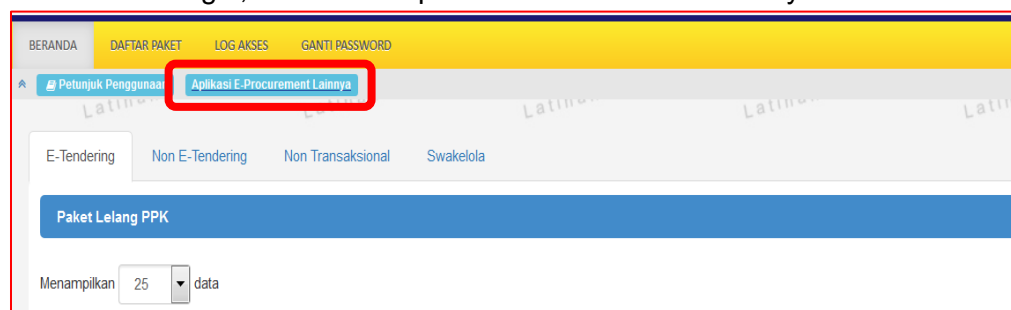 BERANDA DAFTAR PAKET LOG AKSES GANTI PASSWORD
Petunjuk Penggunaan Aplikasi E-Procurement Lainnya
E-Tendering Non E-Tendering Non Transaksional Swakelola
Paket Lelang PPK
Menampilkan 25 data